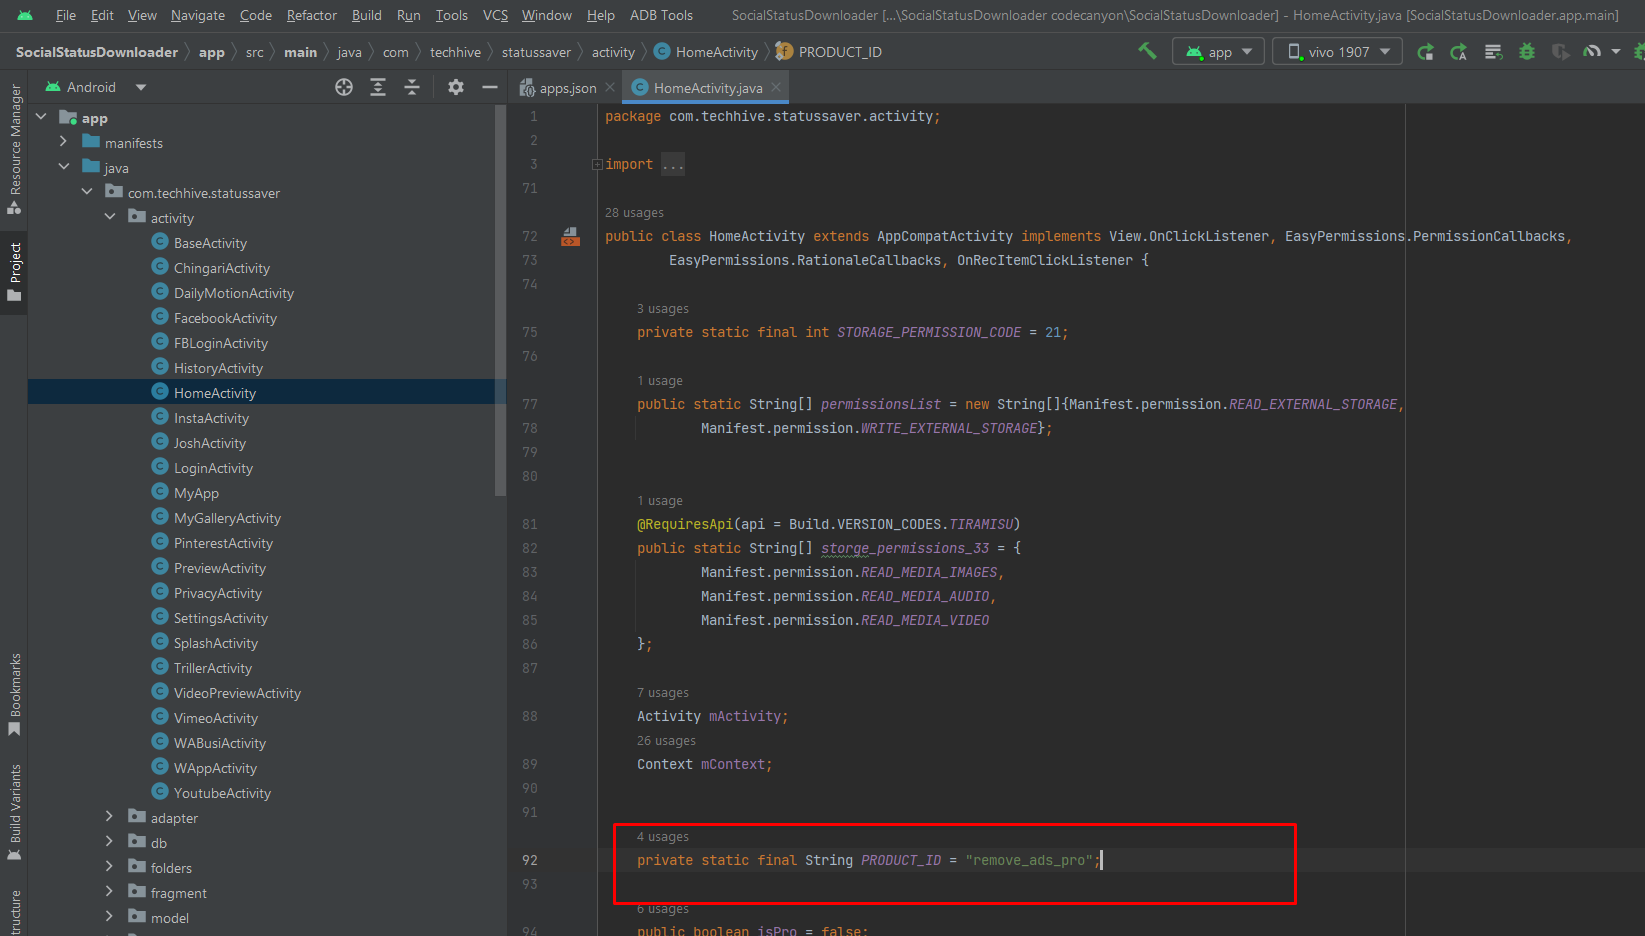 File Edit View Navigate Code Refactor Build Run Tools VCS Window Help ADB Tools SocialStatusDownloader [...\SocialStatusDownloader codecanyon\SocialStatusDownloader] - HomeActivity.java [SocialStatusDownloader.app.main]
SocialStatusDownloader app src main java com techhive statussaver activity HomeActivity PRODUCT_ID app vivo 1907
Android
apps.json HomeActivity.java
Resource Manager
Project
Bookmarks
Build Variants
app
manifests
java
com.techhive.statussaver
activity
BaseActivity
ChingariActivity
DailyMotionActivity
FacebookActivity
FBLoginActivity
HistoryActivity
HomeActivity
InstaActivity
JoshActivity
LoginActivity
MyApp
MyGalleryActivity
PinterestActivity
PreviewActivity
PrivacyActivity
SettingsActivity
SplashActivity
TrillerActivity
VideoPreviewActivity
VimeoActivity
WABusiActivity
WAppActivity
YoutubeActivity
adapter
db
folders
fragment
model
1 package com.techhive.statussaver.activity;
2
3 import ...
71
28 usages
72 public class HomeActivity extends AppCompatActivity implements View.OnClickListener, EasyPermissions.PermissionCallbacks,
73 EasyPermissions.RationaleCallbacks, OnRecItemClickListener {
74
3 usages
75 private static final int STORAGE_PERMISSION_CODE = 21;
76
1 usage
77 public static String[] permissionsList = new String[]{Manifest.permission.READ_EXTERNAL_STORAGE,
78 Manifest.permission.WRITE_EXTERNAL_STORAGE};
79
80
1 usage
81 @RequiresApi(api = Build.VERSION_CODES.TIRAMISU)
82 public static String[] storge_permissions_33 = {
83 Manifest.permission.READ_MEDIA_IMAGES,
84 Manifest.permission.READ_MEDIA_AUDIO,
85 Manifest.permission.READ_MEDIA_VIDEO
86 };
87
7 usages
88 Activity mActivity;
26 usages
89 Context mContext;
90
91
4 usages
92 private static final String PRODUCT_ID = "remove_ads_pro";
93
6 usages
94 public boolean isPro = false;